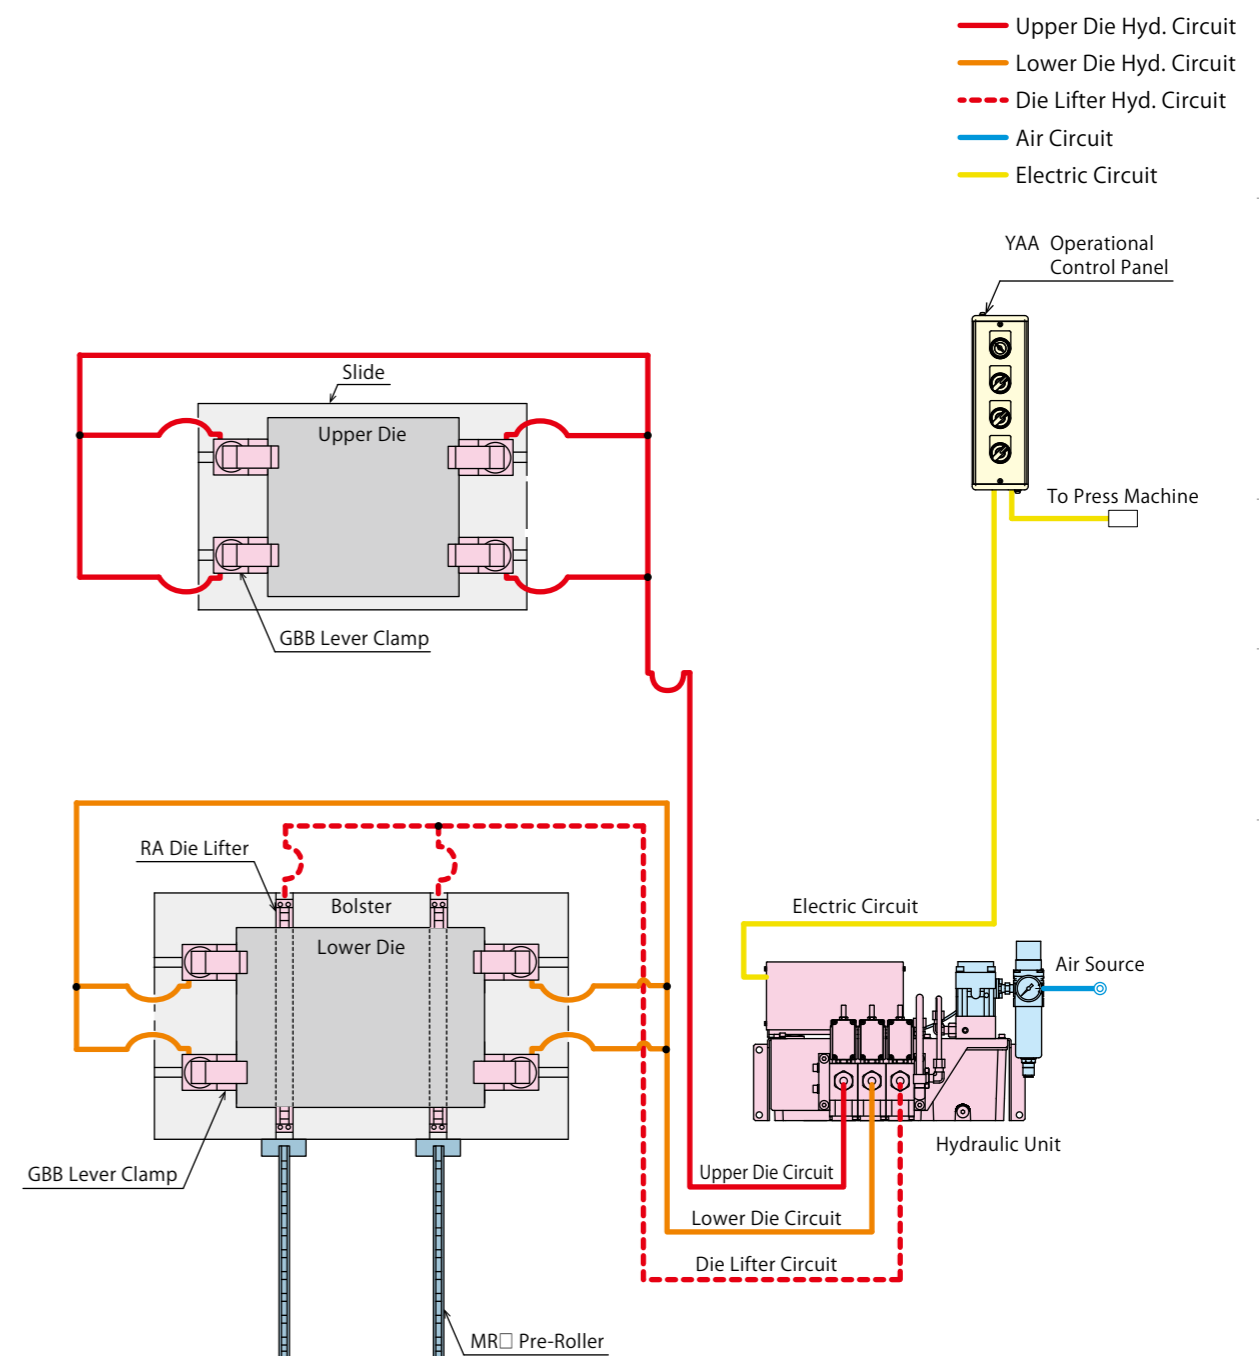 Upper Die Hyd. Circuit
Lower Die Hyd. Circuit
Die Lifter Hyd. Circuit
Air Circuit
Electric Circuit
YAA Operational
Control Panel
To Press Machine
Slide
Upper Die
GBB Lever Clamp
RA Die Lifter
Bolster
Lower Die
GBB Lever Clamp
MR□ Pre-Roller
Electric Circuit
Air Source
Hydraulic Unit
Upper Die Circuit
Lower Die Circuit
Die Lifter Circuit